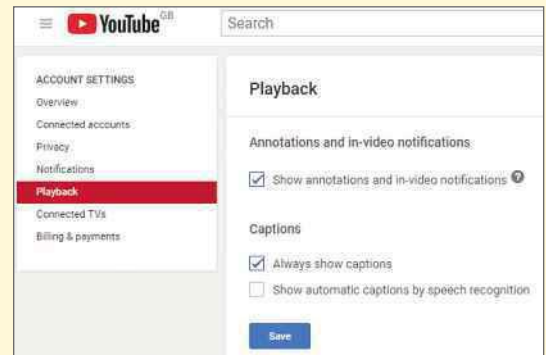 YouTube GB
Search
ACCOUNT SETTINGS
Overview
Connected accounts
Privacy
Notifications
Playback
Connected TVs
Billing & payments
Playback
Annotations and in-video notifications
Show annotations and in-video notifications ?
Captions
Always show captions
Show automatic captions by speech recognition
Save